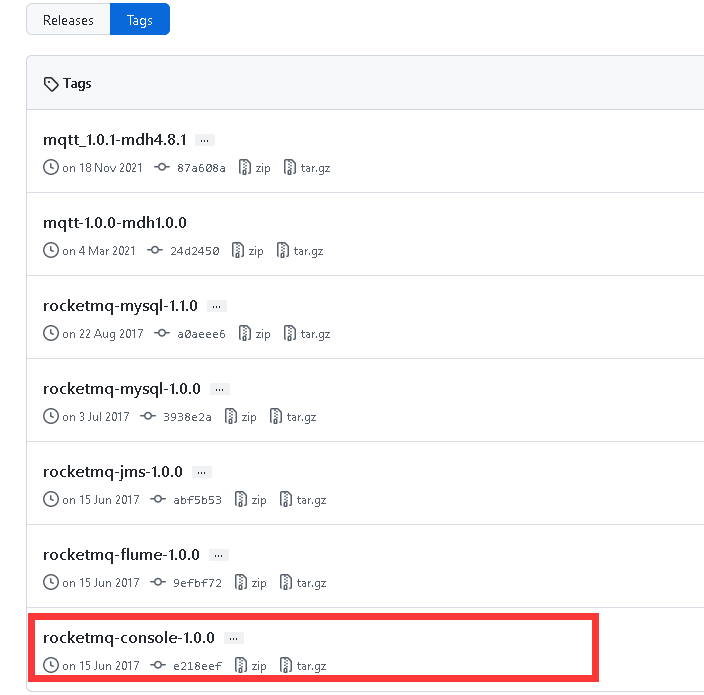 Releases Tags
Tags
mqtt_1.0.1-mdh4.8.1 ...
on 18 Nov 2021 87a608a zip tar.gz
mqtt-1.0.0-mdh1.0.0
on 4 Mar 2021 24d2450 zip tar.gz
rocketmq-mysql-1.1.0 ...
on 22 Aug 2017 a0aeee6 zip tar.gz
rocketmq-mysql-1.0.0 ...
on 3 Jul 2017 3938e2a zip tar.gz
rocketmq-jms-1.0.0 ...
on 15 Jun 2017 abf5b53 zip tar.gz
rocketmq-flume-1.0.0 ...
on 15 Jun 2017 9efbf72 zip tar.gz
rocketmq-console-1.0.0 ...
on 15 Jun 2017 e218eef zip tar.gz